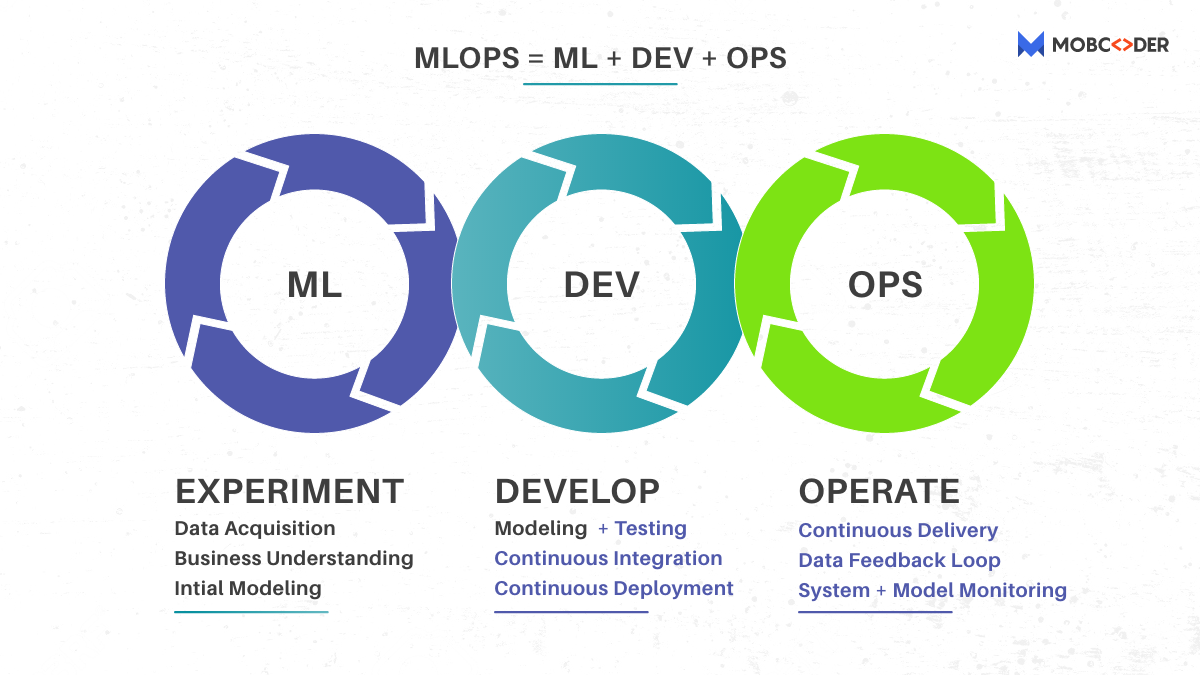 MLOPS = ML + DEV + OPS
MOBC<>DER
ML
DEV
OPS
EXPERIMENT
Data Acquisition
Business Understanding
Intial Modeling
DEVELOP
Modeling + Testing
Continuous Integration
Continuous Deployment
OPERATE
Continuous Delivery
Data Feedback Loop
System + Model Monitoring